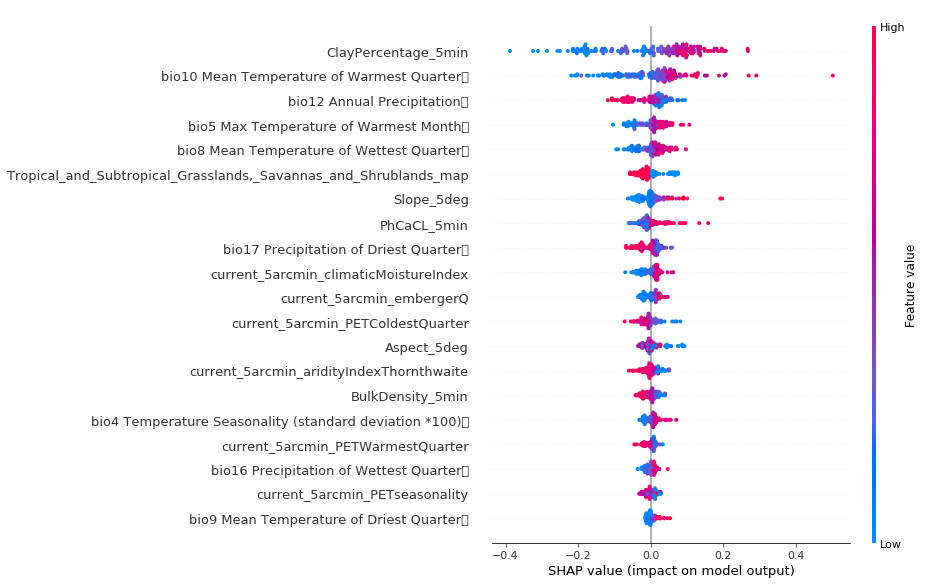 High
ClayPercentage_5min
bio10 Mean Temperature of Warmest Quarter
bio12 Annual Precipitation
bio5 Max Temperature of Warmest Month
bio8 Mean Temperature of Wettest Quarter
Tropical_and_Subtropical_Grasslands,_Savannas_and_Shrublands_map
Slope_5deg
PhCaCL_5min
bio17 Precipitation of Driest Quarter
current_5arcmin_climaticMoistureIndex
current_5arcmin_embergerQ
current_5arcmin_PETColdestQuarter
Aspect_5deg
current_5arcmin_aridityIndexThornthwaite
BulkDensity_5min
bio4 Temperature Seasonality (standard deviation *100)
current_5arcmin_PETWarmestQuarter
bio16 Precipitation of Wettest Quarter
current_5arcmin_PETseasonality
bio9 Mean Temperature of Driest Quarter
Feature value
Low
−0.4 −0.2 0.0 0.2 0.4
SHAP value (impact on model output)